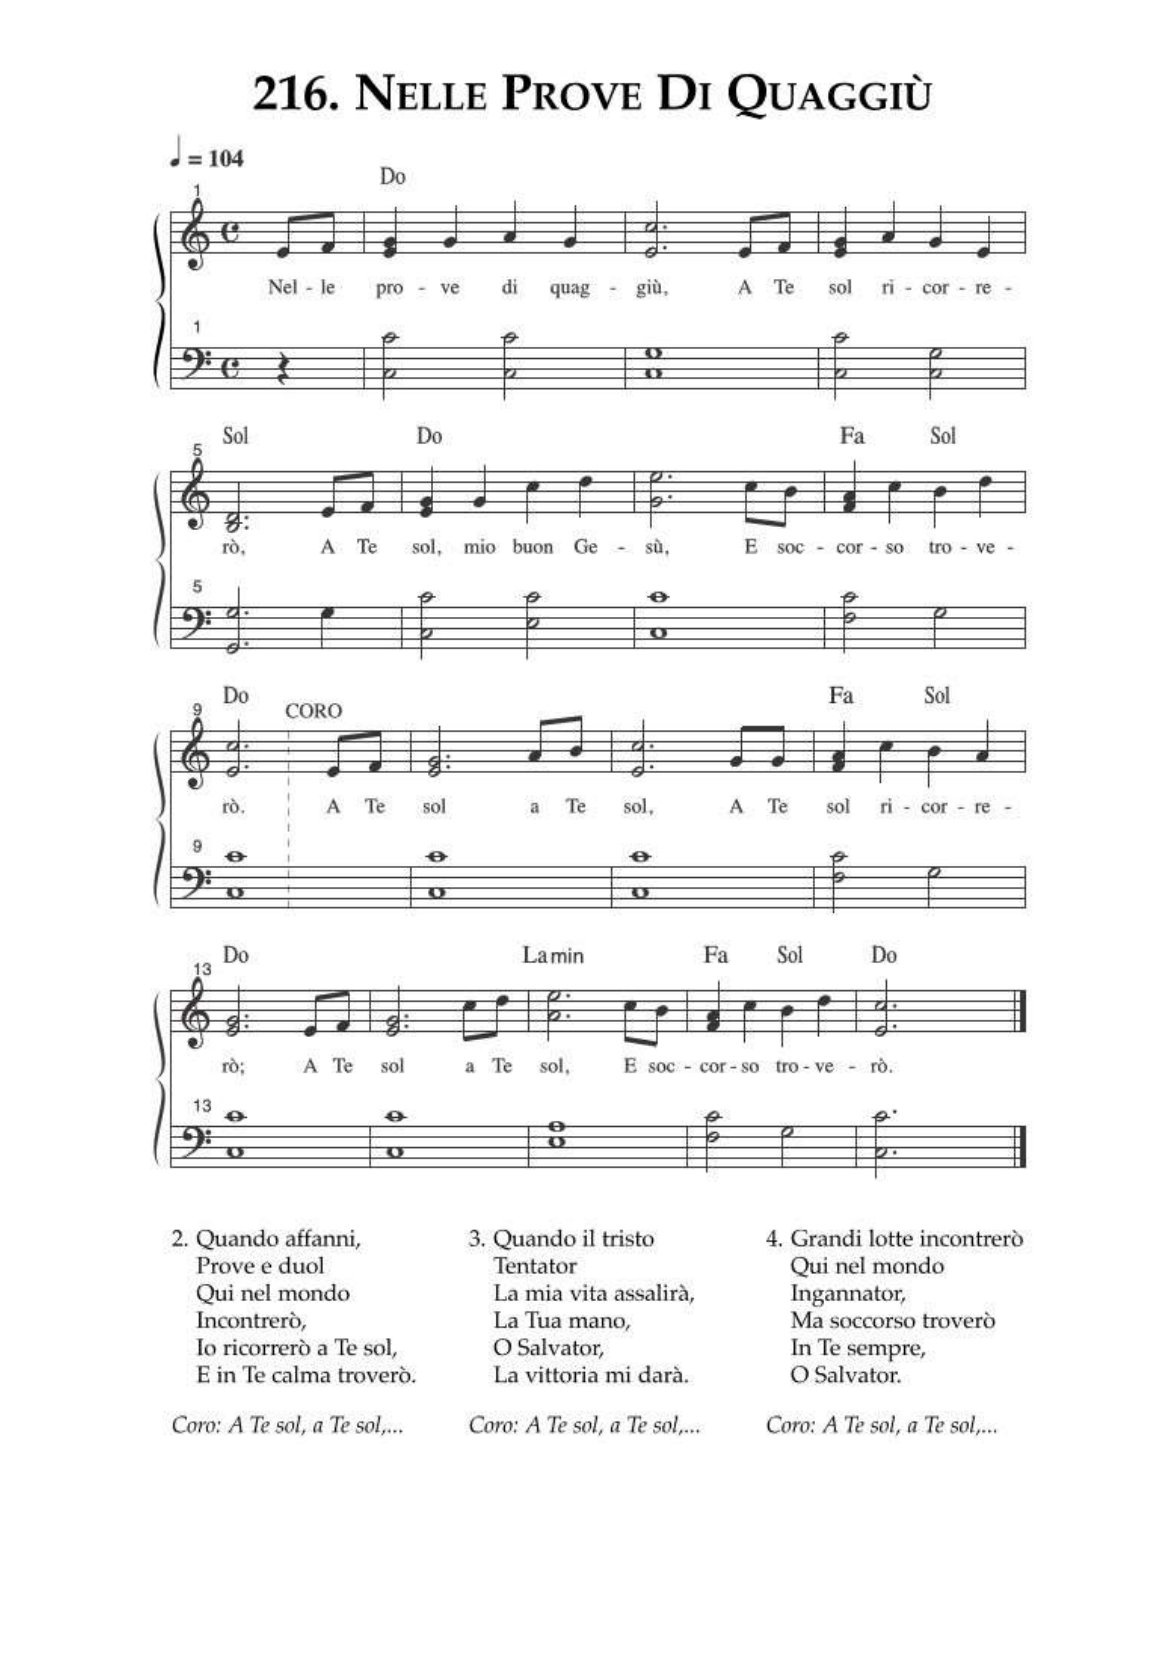 216. NELLE PROVE DI QUAGGIÙ
= 104
Do
1
Nel - le pro - ve di quag - giù, A Te sol ri - cor - re -
1
Sol Do Fa Sol
5
rò, A Te sol, mio buon Ge - sù, E soc - cor - so tro - ve -
5
Do CORO Fa Sol
9
rò. A Te sol a Te sol, A Te sol ri - cor - re -
9
Do Lamin Fa Sol Do
13
rò; A Te sol a Te sol, E soc - cor - so tro - ve - rò.
13
2. Quando affanni,
Prove e duol
Qui nel mondo
Incontrerò,
Io ricorrerò a Te sol,
E in Te calma troverò.
Coro: A Te sol, a Te sol,...
3. Quando il tristo
Tentator
La mia vita assalirà,
La Tua mano,
O Salvator,
La vittoria mi darà.
Coro: A Te sol, a Te sol,...
4. Grandi lotte incontrerò
Qui nel mondo
Ingannator,
Ma soccorso troverò
In Te sempre,
O Salvator.
Coro: A Te sol, a Te sol,...